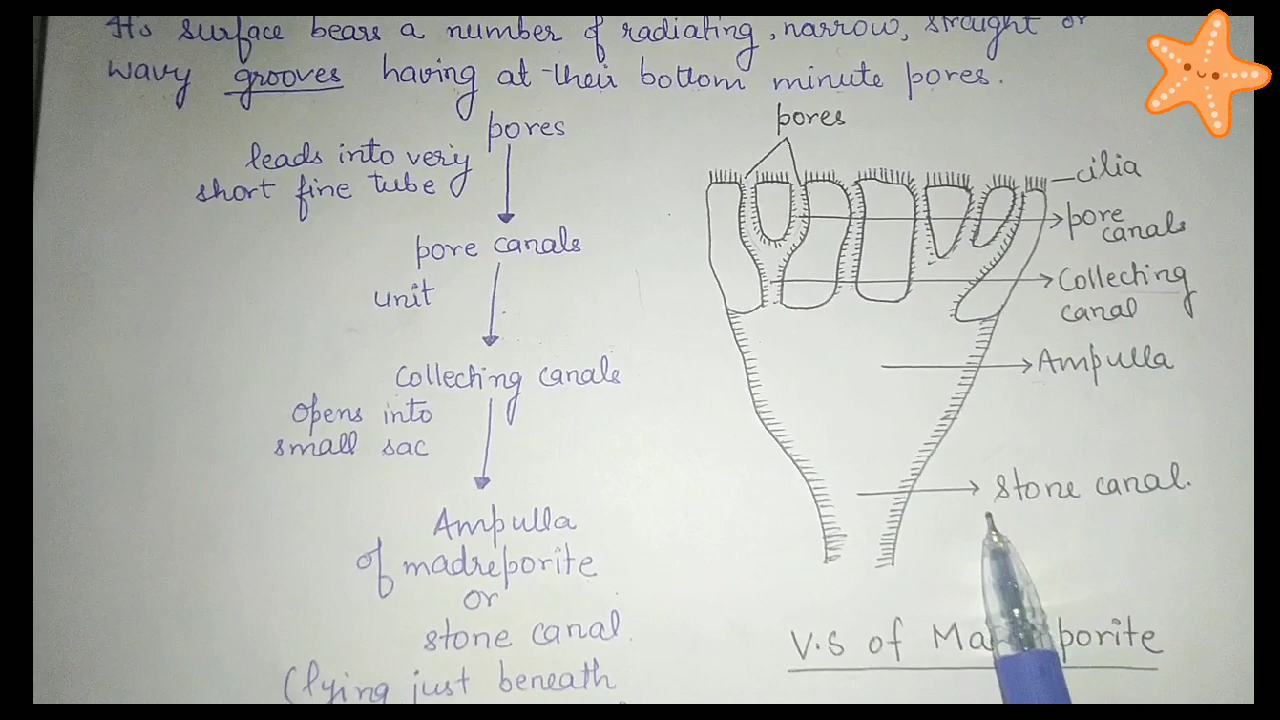 Its surface bears a number of radiating, narrow, straight or
wavy grooves having at their bottom minute pores.
pores
leads into very
short fine tube
pore canals
unit
Collecting canals
opens into
small sac
Ampulla
of madreporite
or
stone canal.
(lying just beneath
pores
cilia
pore
canals
Collecting
canal
Ampulla
stone canal.
V.S of Ma porite